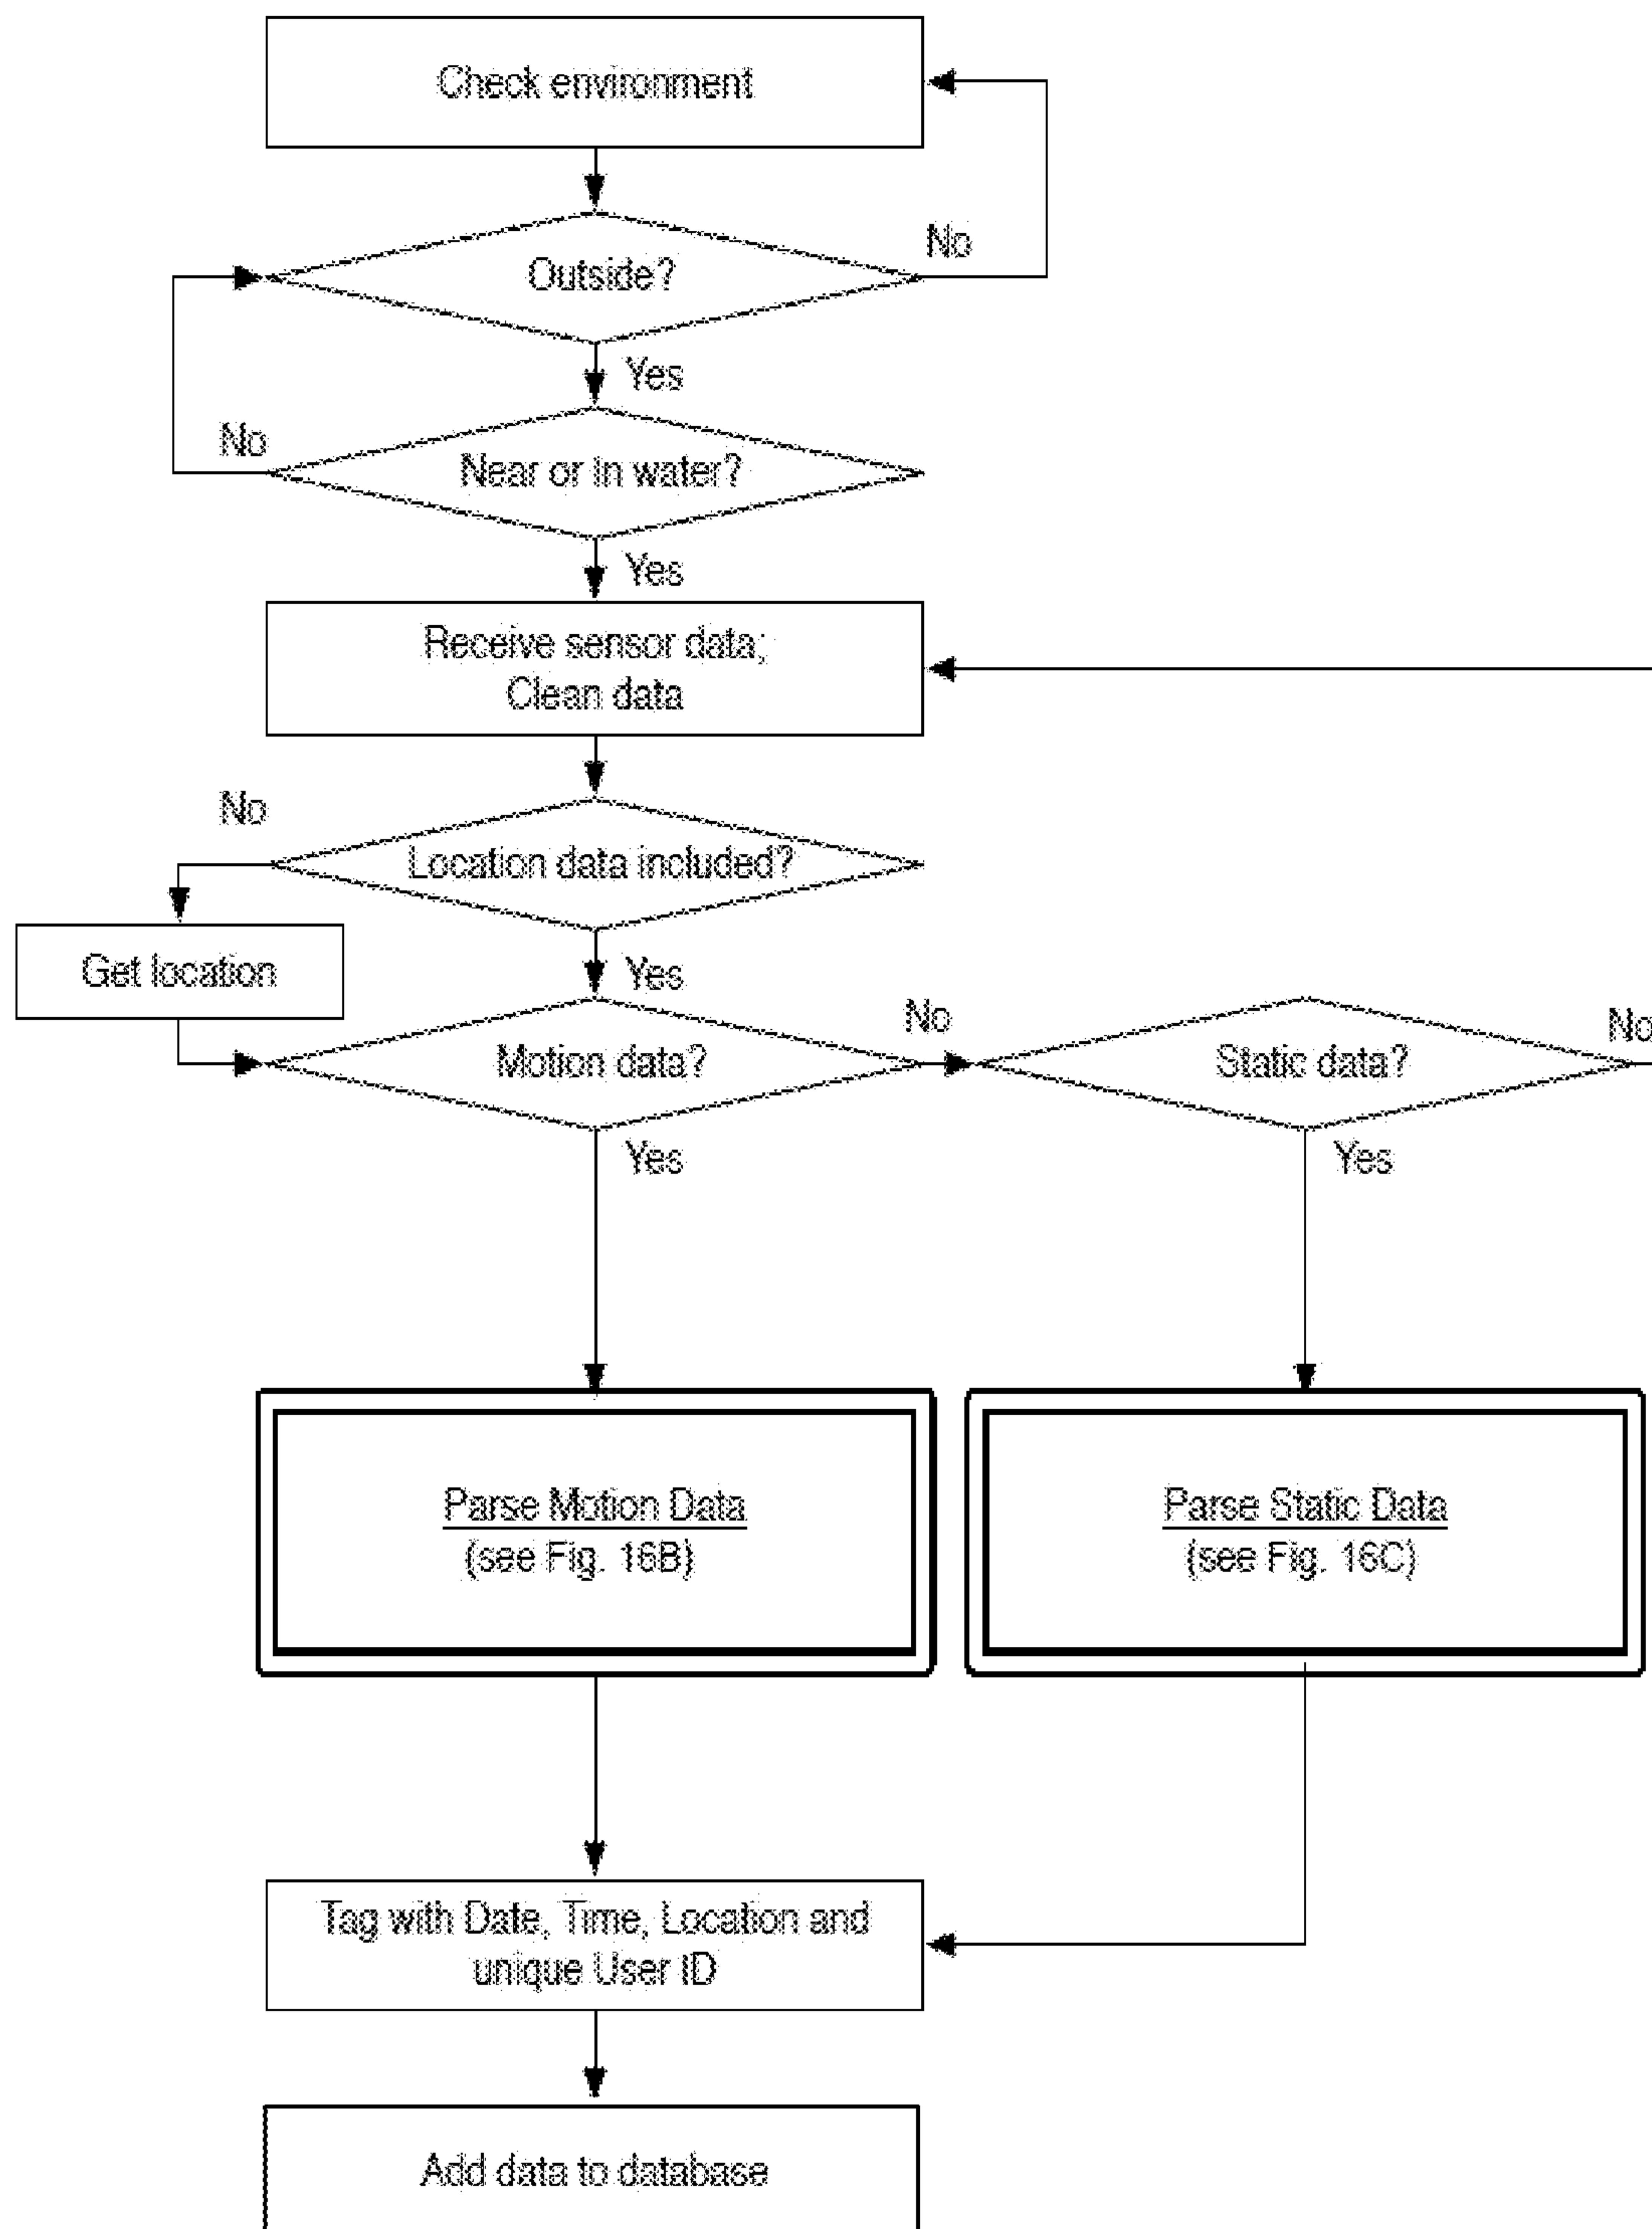 Check environment
No
Outside?
Yes
No
Near or in water?
Yes
Receive sensor data;
Clean data
No
Location data included?
Get location
Yes
No
No
Motion data?
Static data?
Yes
Yes
Parse Motion Data
(see Fig. 16B)
Parse Static Data
(see Fig. 16C)
Tag with Date, Time, Location and
unique User ID
Add data to database